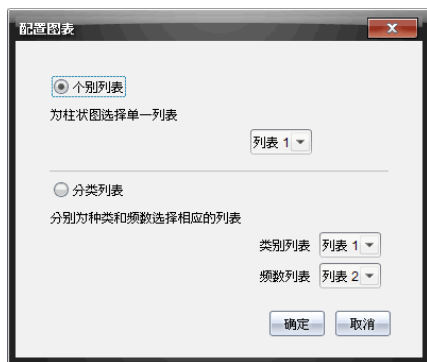 配置图表
个别列表
为柱状图选择单一列表
列表 1
分类列表
分别为种类和频数选择相应的列表
类别列表 列表 1
频数列表 列表 2
确定 取消